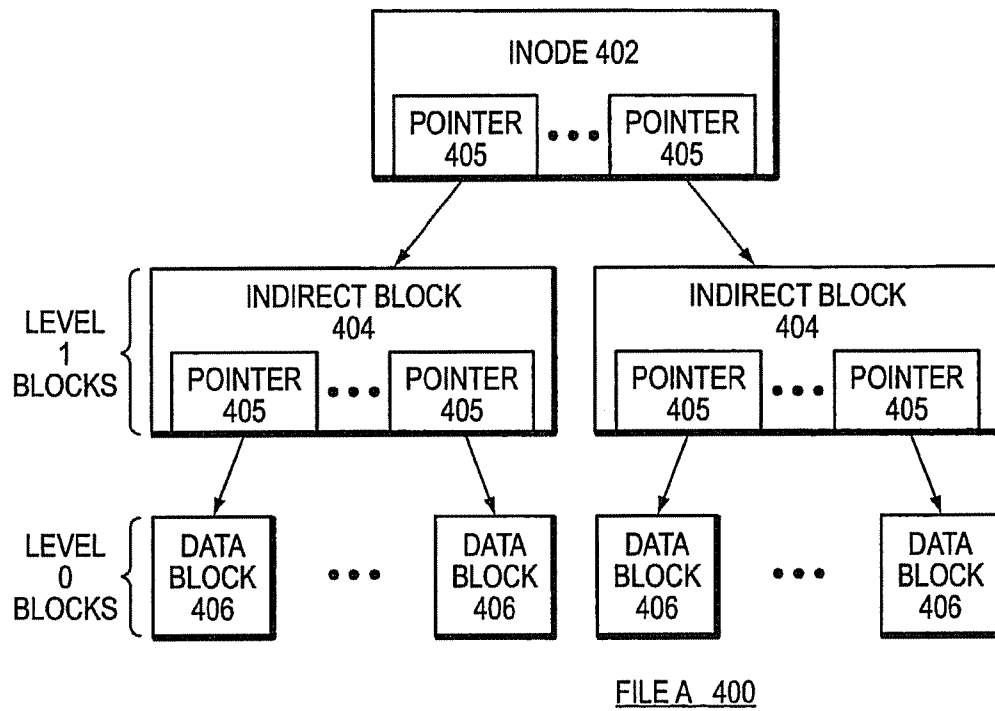 INODE 402
POINTER
405
POINTER
405
LEVEL
1
BLOCKS
INDIRECT BLOCK
404
POINTER
405
POINTER
405
INDIRECT BLOCK
404
POINTER
405
POINTER
405
LEVEL
0
BLOCKS
DATA
BLOCK
406
DATA
BLOCK
406
DATA
BLOCK
406
DATA
BLOCK
406
FILE A 400